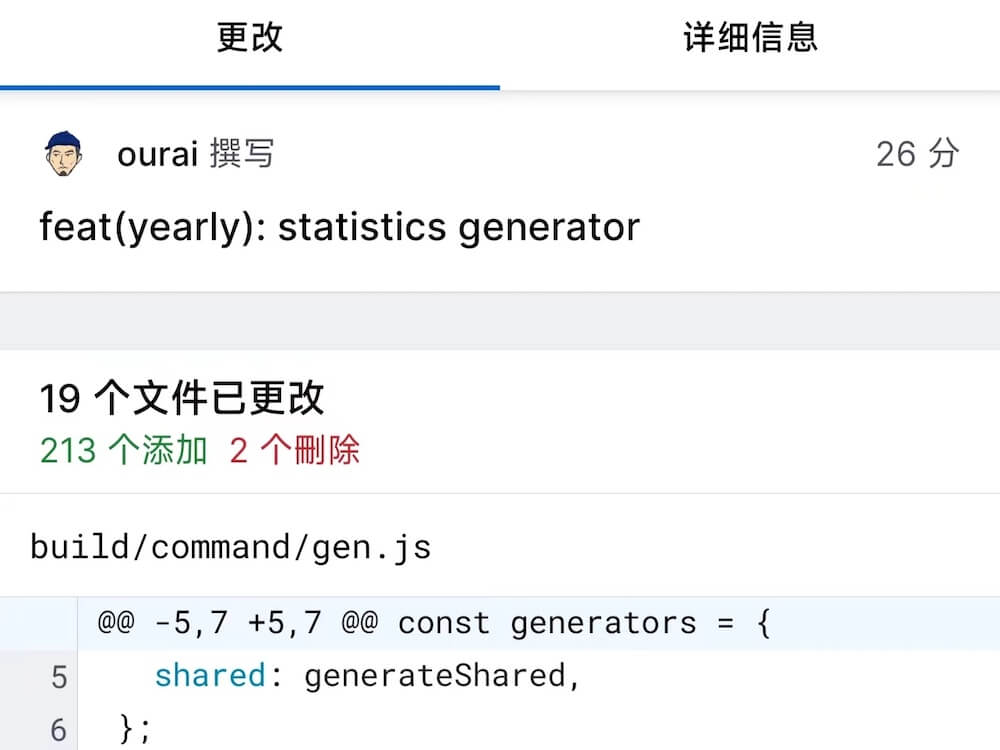 更改 详细信息
ourai 撰写 26 分
feat(yearly): statistics generator
19 个文件已更改
213 个添加 2 个刪除
build/command/gen.js
@@ -5,7 +5,7 @@ const generators = {
5 shared: generateShared,
6 };